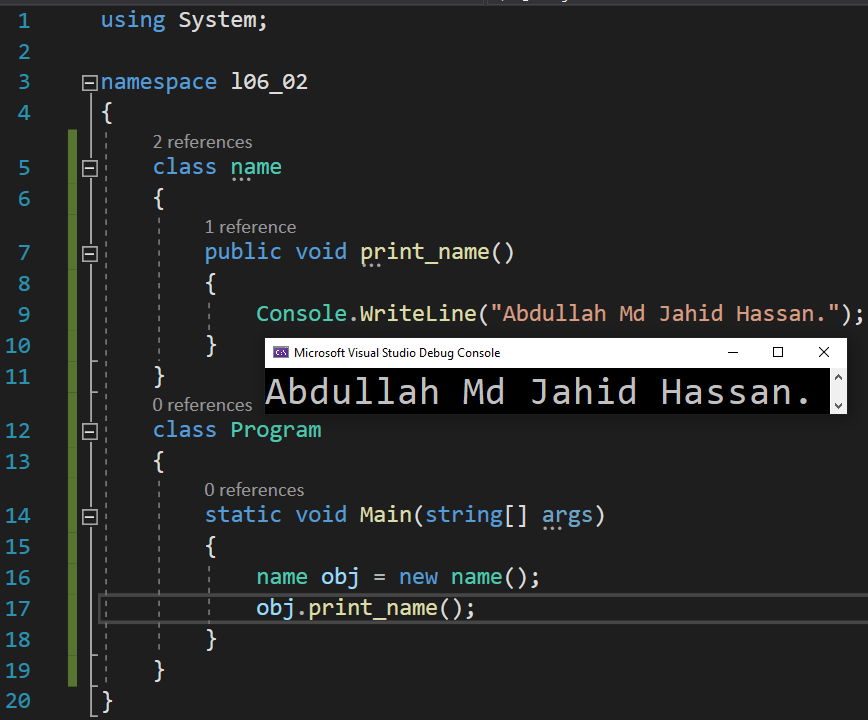 1 using System;
2
3 namespace l06_02
4 {
2 references
5 class name
6 {
1 reference
7 public void print_name()
8 {
9 Console.WriteLine("Abdullah Md Jahid Hassan.");
10 }
Microsoft Visual Studio Debug Console
11 }
Abdullah Md Jahid Hassan.
0 references
12 class Program
13 {
0 references
14 static void Main(string[] args)
15 {
16 name obj = new name();
17 obj.print_name();
18 }
19 }
20 }